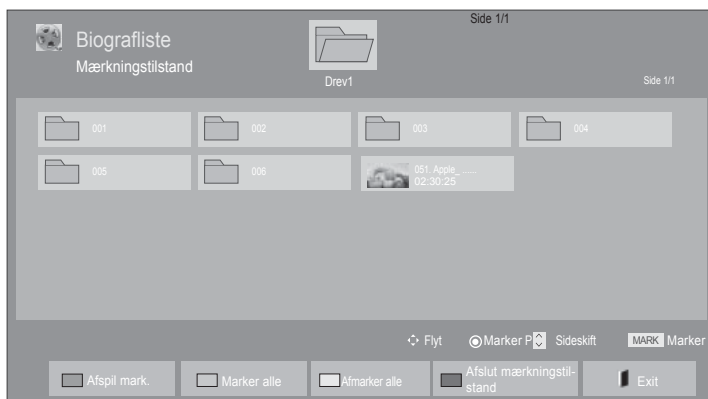 Side 1/1
Biografliste
Mærkningstilstand
Drev1
Side 1/1
001
002
003
004
005
006
051. Apple_......
02:30:25
Flyt
Marker
P
Sideskift
MARK
Marker
Afspil mark.
Marker alle
Afmarker alle
Afslut mærkningstil-
stand
Exit